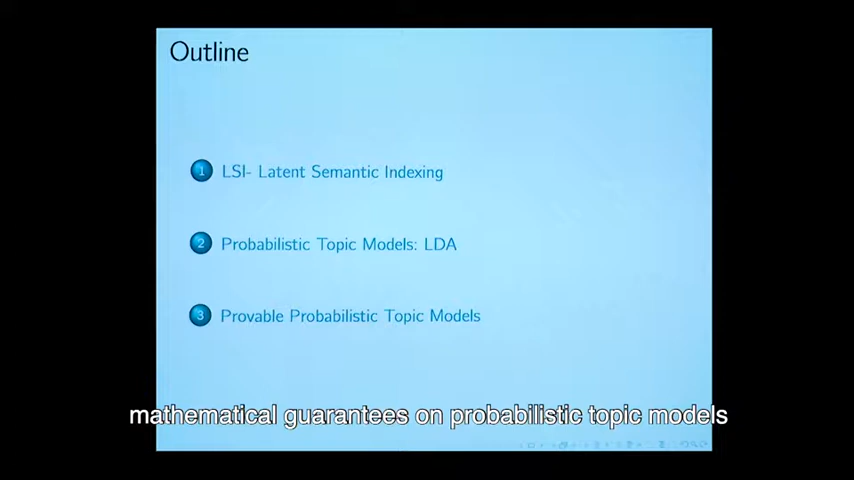 Outline
1 LSI- Latent Semantic Indexing
2 Probabilistic Topic Models: LDA
3 Provable Probabilistic Topic Models
mathematical guarantees on probabilistic topic models